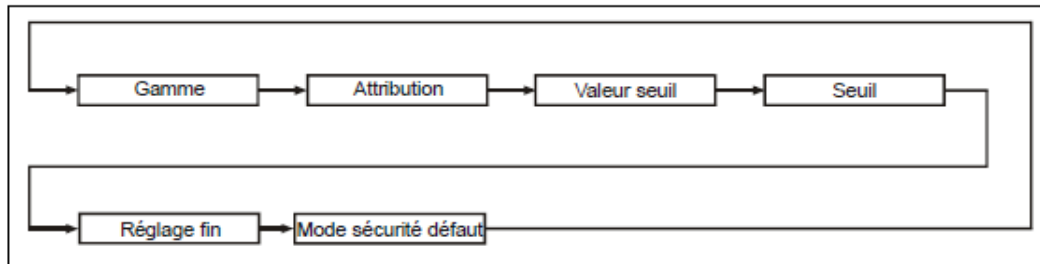 Gamme
Attribution
Valeur seuil
Seuil
Réglage fin
Mode sécurité défaut